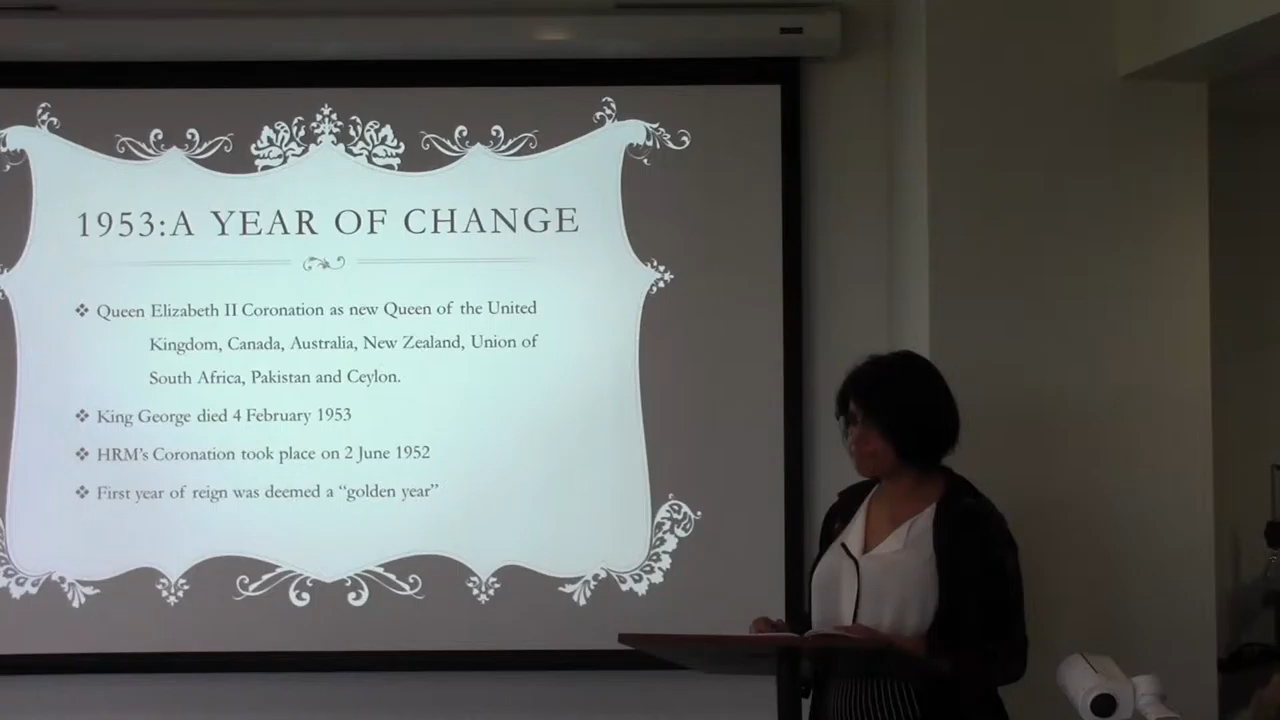 1953:A YEAR OF CHANGE
❖ Queen Elizabeth II Coronation as new Queen of the United
Kingdom, Canada, Australia, New Zealand, Union of
South Africa, Pakistan and Ceylon.
❖ King George died 4 February 1953
❖ HRM's Coronation took place on 2 June 1952
❖ First year of reign was deemed a “golden year”